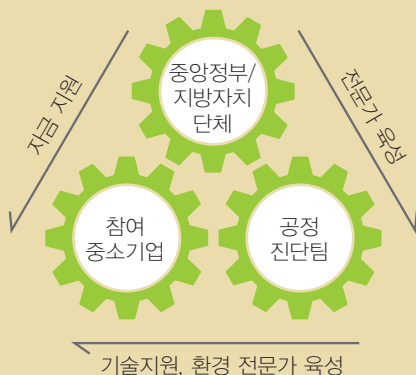 중앙정부/
지방자치
단체
자금 지원
전문가 육성
참여
중소기업
공정
진단팀
기술지원, 환경 전문가 육성